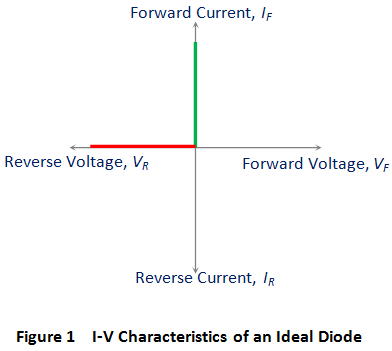 Forward Current, IF
Reverse Voltage, VR
Forward Voltage, VF
Reverse Current, IR
Figure 1 I-V Characteristics of an Ideal Diode